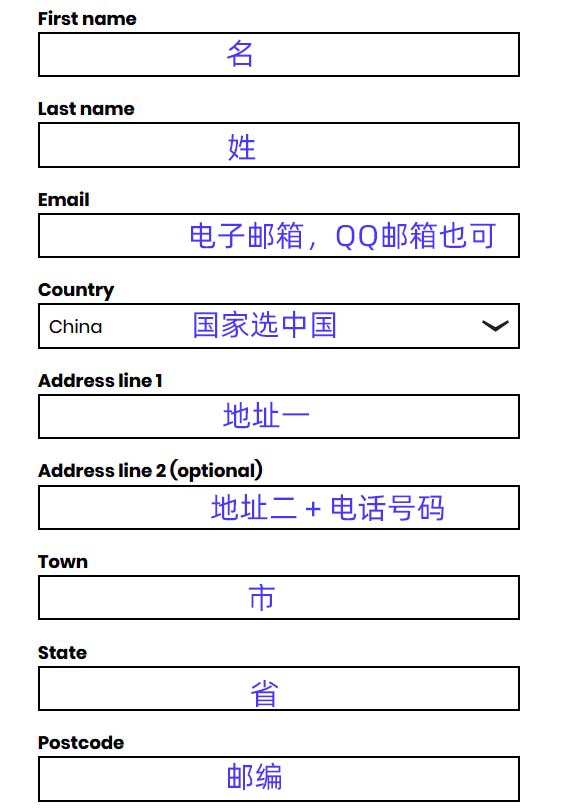 First name
名
Last name
姓
Email
电子邮箱，QQ邮箱也可
Country
China 国家选中国
Address line 1
地址一
Address line 2 (optional)
地址二 + 电话号码
Town
市
State
省
Postcode
邮编